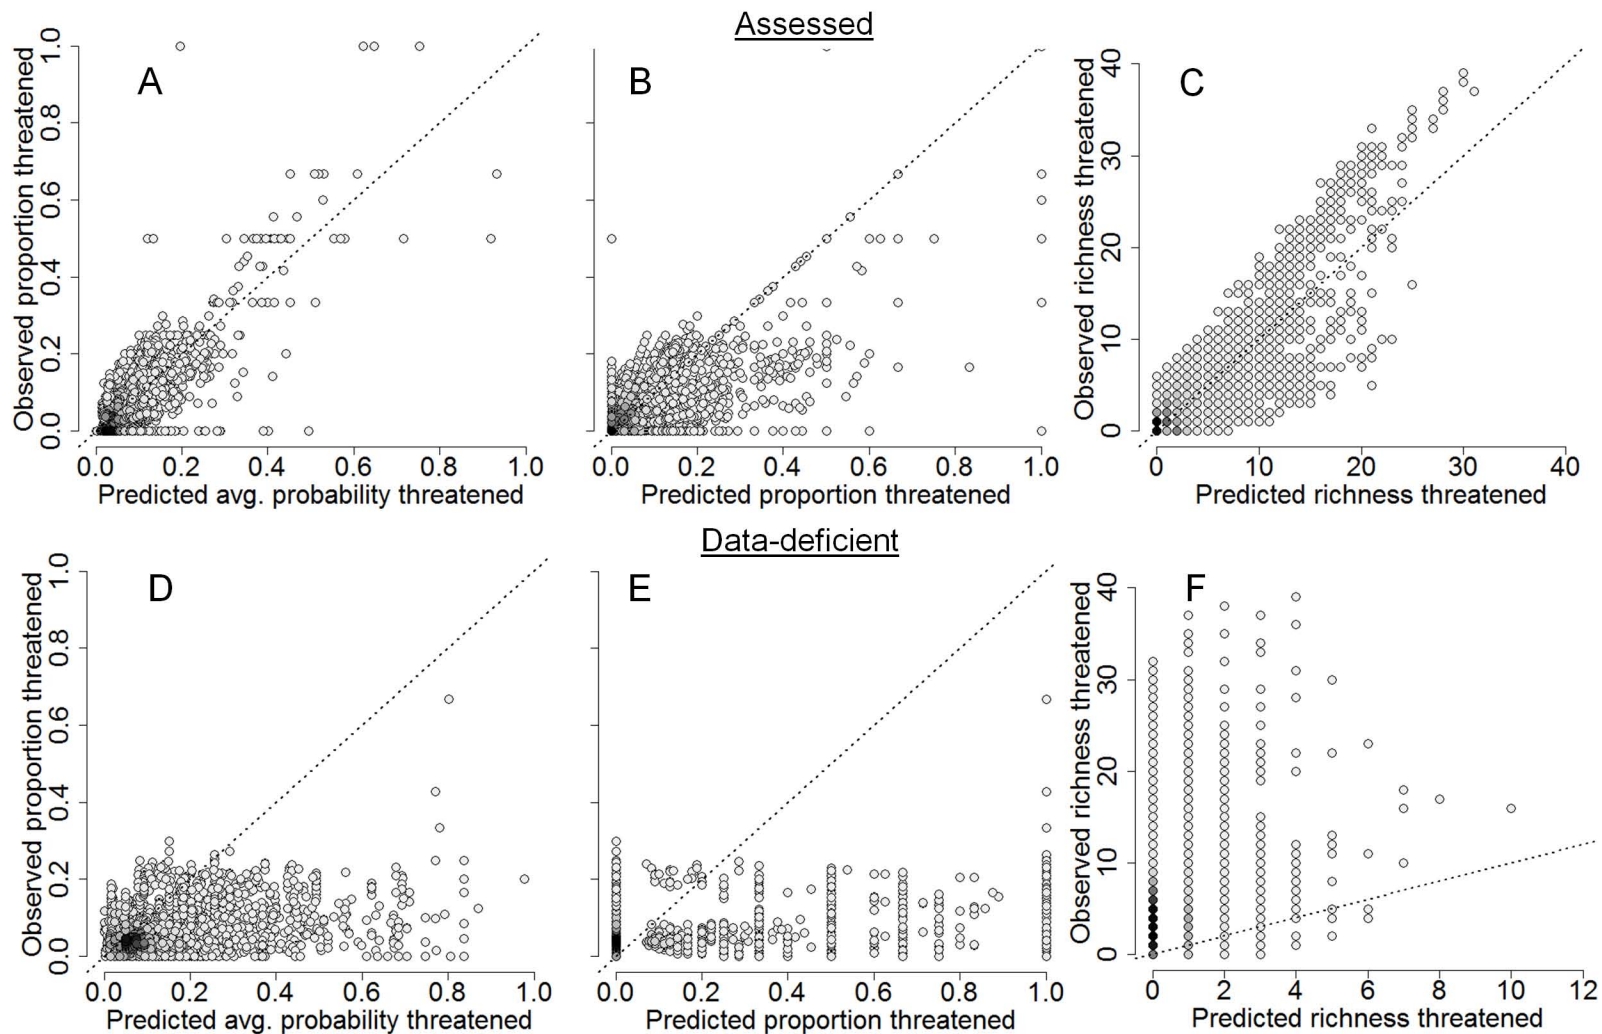 Assessed
A
B
C
Observed proportion threatened
0.0 0.2 0.4 0.6 0.8 1.0
0.0 0.2 0.4 0.6 0.8 1.0
Predicted avg. probability threatened
0.0 0.2 0.4 0.6 0.8 1.0
Predicted proportion threatened
Observed richness threatened
0 10 20 30 40
0 10 20 30 40
Predicted richness threatened
Data-deficient
D
E
F
Observed proportion threatened
0.0 0.2 0.4 0.6 0.8 1.0
0.0 0.2 0.4 0.6 0.8 1.0
Predicted avg. probability threatened
0.0 0.2 0.4 0.6 0.8 1.0
Predicted proportion threatened
Observed richness threatened
0 10 20 30 40
0 2 4 6 8 10 12
Predicted richness threatened